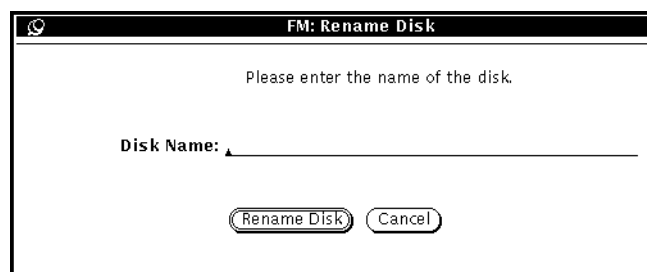 FM: Rename Disk
Please enter the name of the disk.
Disk Name:
Rename Disk Cancel